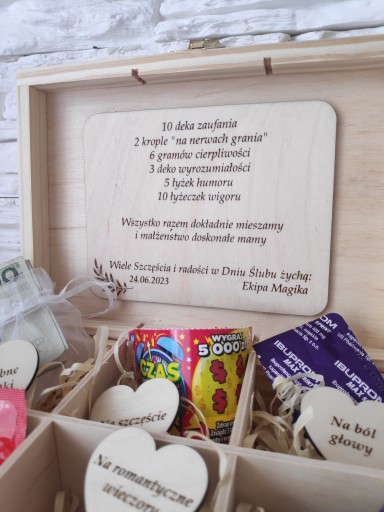 10 deka zaufania
2 krople "na nerwach grania"
6 gramów cierpliwości
3 deko wyrozumiałości
5 łyżek humoru
10 łyżeczek wigoru
Wszystko razem dokładnie mieszamy
i małżeństwo doskonałe mamy
Wiele Szczęścia i radości w Dniu Ślubu życzą:
24.06.2023
Ekipa Magika
WYGRAJ
5 000
CZAS
IBUPROM
MAX
IBUPROM
MAX
szczęście
Na ból
głowy
Na romantyczne
wieczory